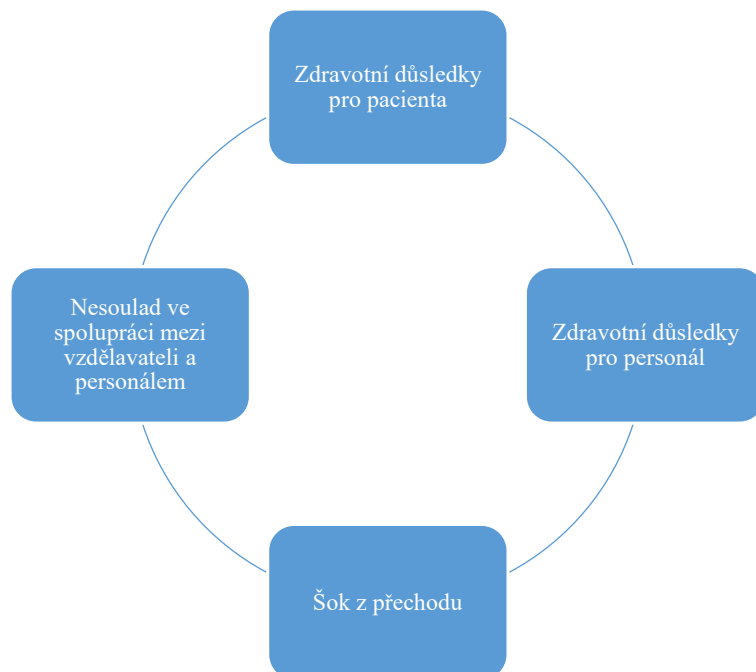 Zdravotní důsledky
pro pacienta
Zdravotní důsledky
pro personál
Šok z přechodu
Nesoulad ve
spolupráci mezi
vzdělavateli a
personálem